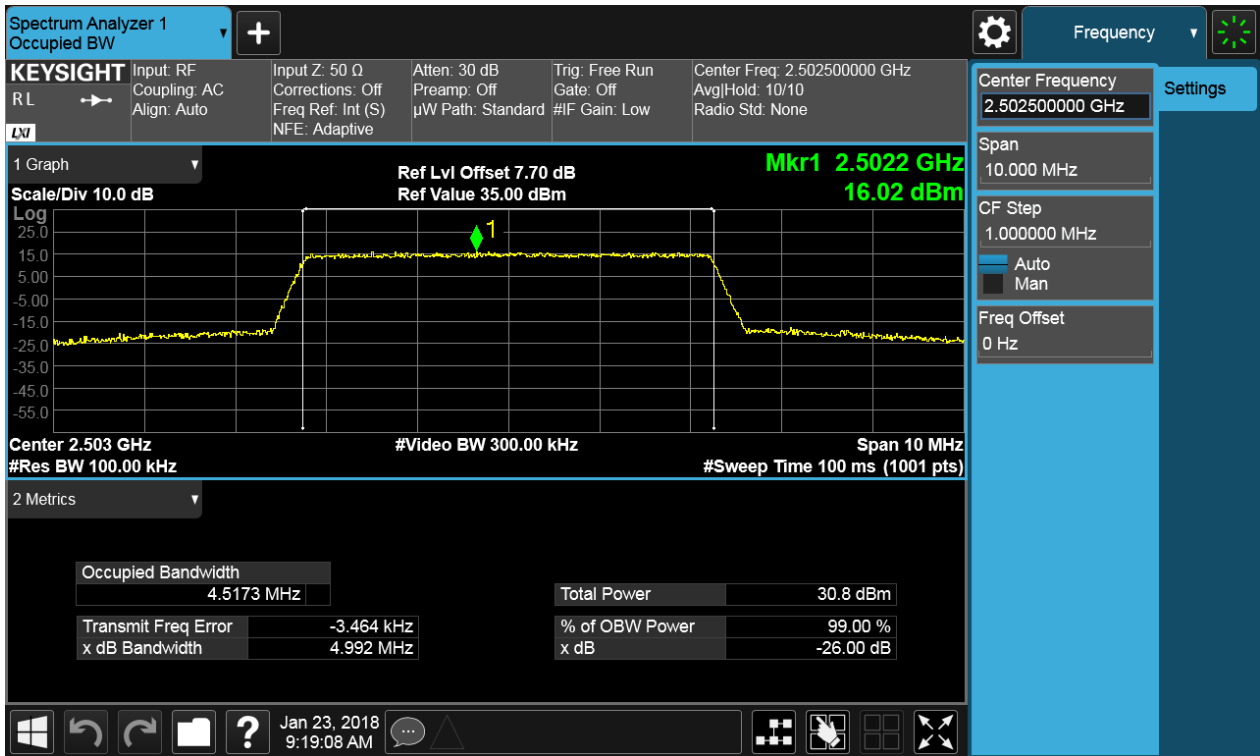 Spectrum Analyzer 1
Occupied BW
+
Frequency
KEYSIGHT
R L
LXI
Input: RF
Coupling: AC
Align: Auto
Input Z: 50 Ω
Corrections: Off
Freq Ref: Int (S)
NFE: Adaptive
Atten: 30 dB
Preamp: Off
µW Path: Standard
Trig: Free Run
Gate: Off
#IF Gain: Low
Center Freq: 2.502500000 GHz
Avg|Hold: 10/10
Radio Std: None
Center Frequency
2.502500000 GHz
Settings
Span
10.000 MHz
CF Step
1.000000 MHz
Auto
Man
Freq Offset
0 Hz
1 Graph
Scale/Div 10.0 dB
Log
Ref Lvl Offset 7.70 dB
Ref Value 35.00 dBm
Mkr1 2.5022 GHz
16.02 dBm
1
25.0
15.0
5.00
-5.00
-15.0
-25.0
-35.0
-45.0
-55.0
Center 2.503 GHz
#Res BW 100.00 kHz
#Video BW 300.00 kHz
Span 10 MHz
#Sweep Time 100 ms (1001 pts)
2 Metrics
Occupied Bandwidth
4.5173 MHz
Transmit Freq Error -3.464 kHz
x dB Bandwidth 4.992 MHz
Total Power 30.8 dBm
% of OBW Power 99.00 %
x dB -26.00 dB
?
Jan 23, 2018
9:19:08 AM